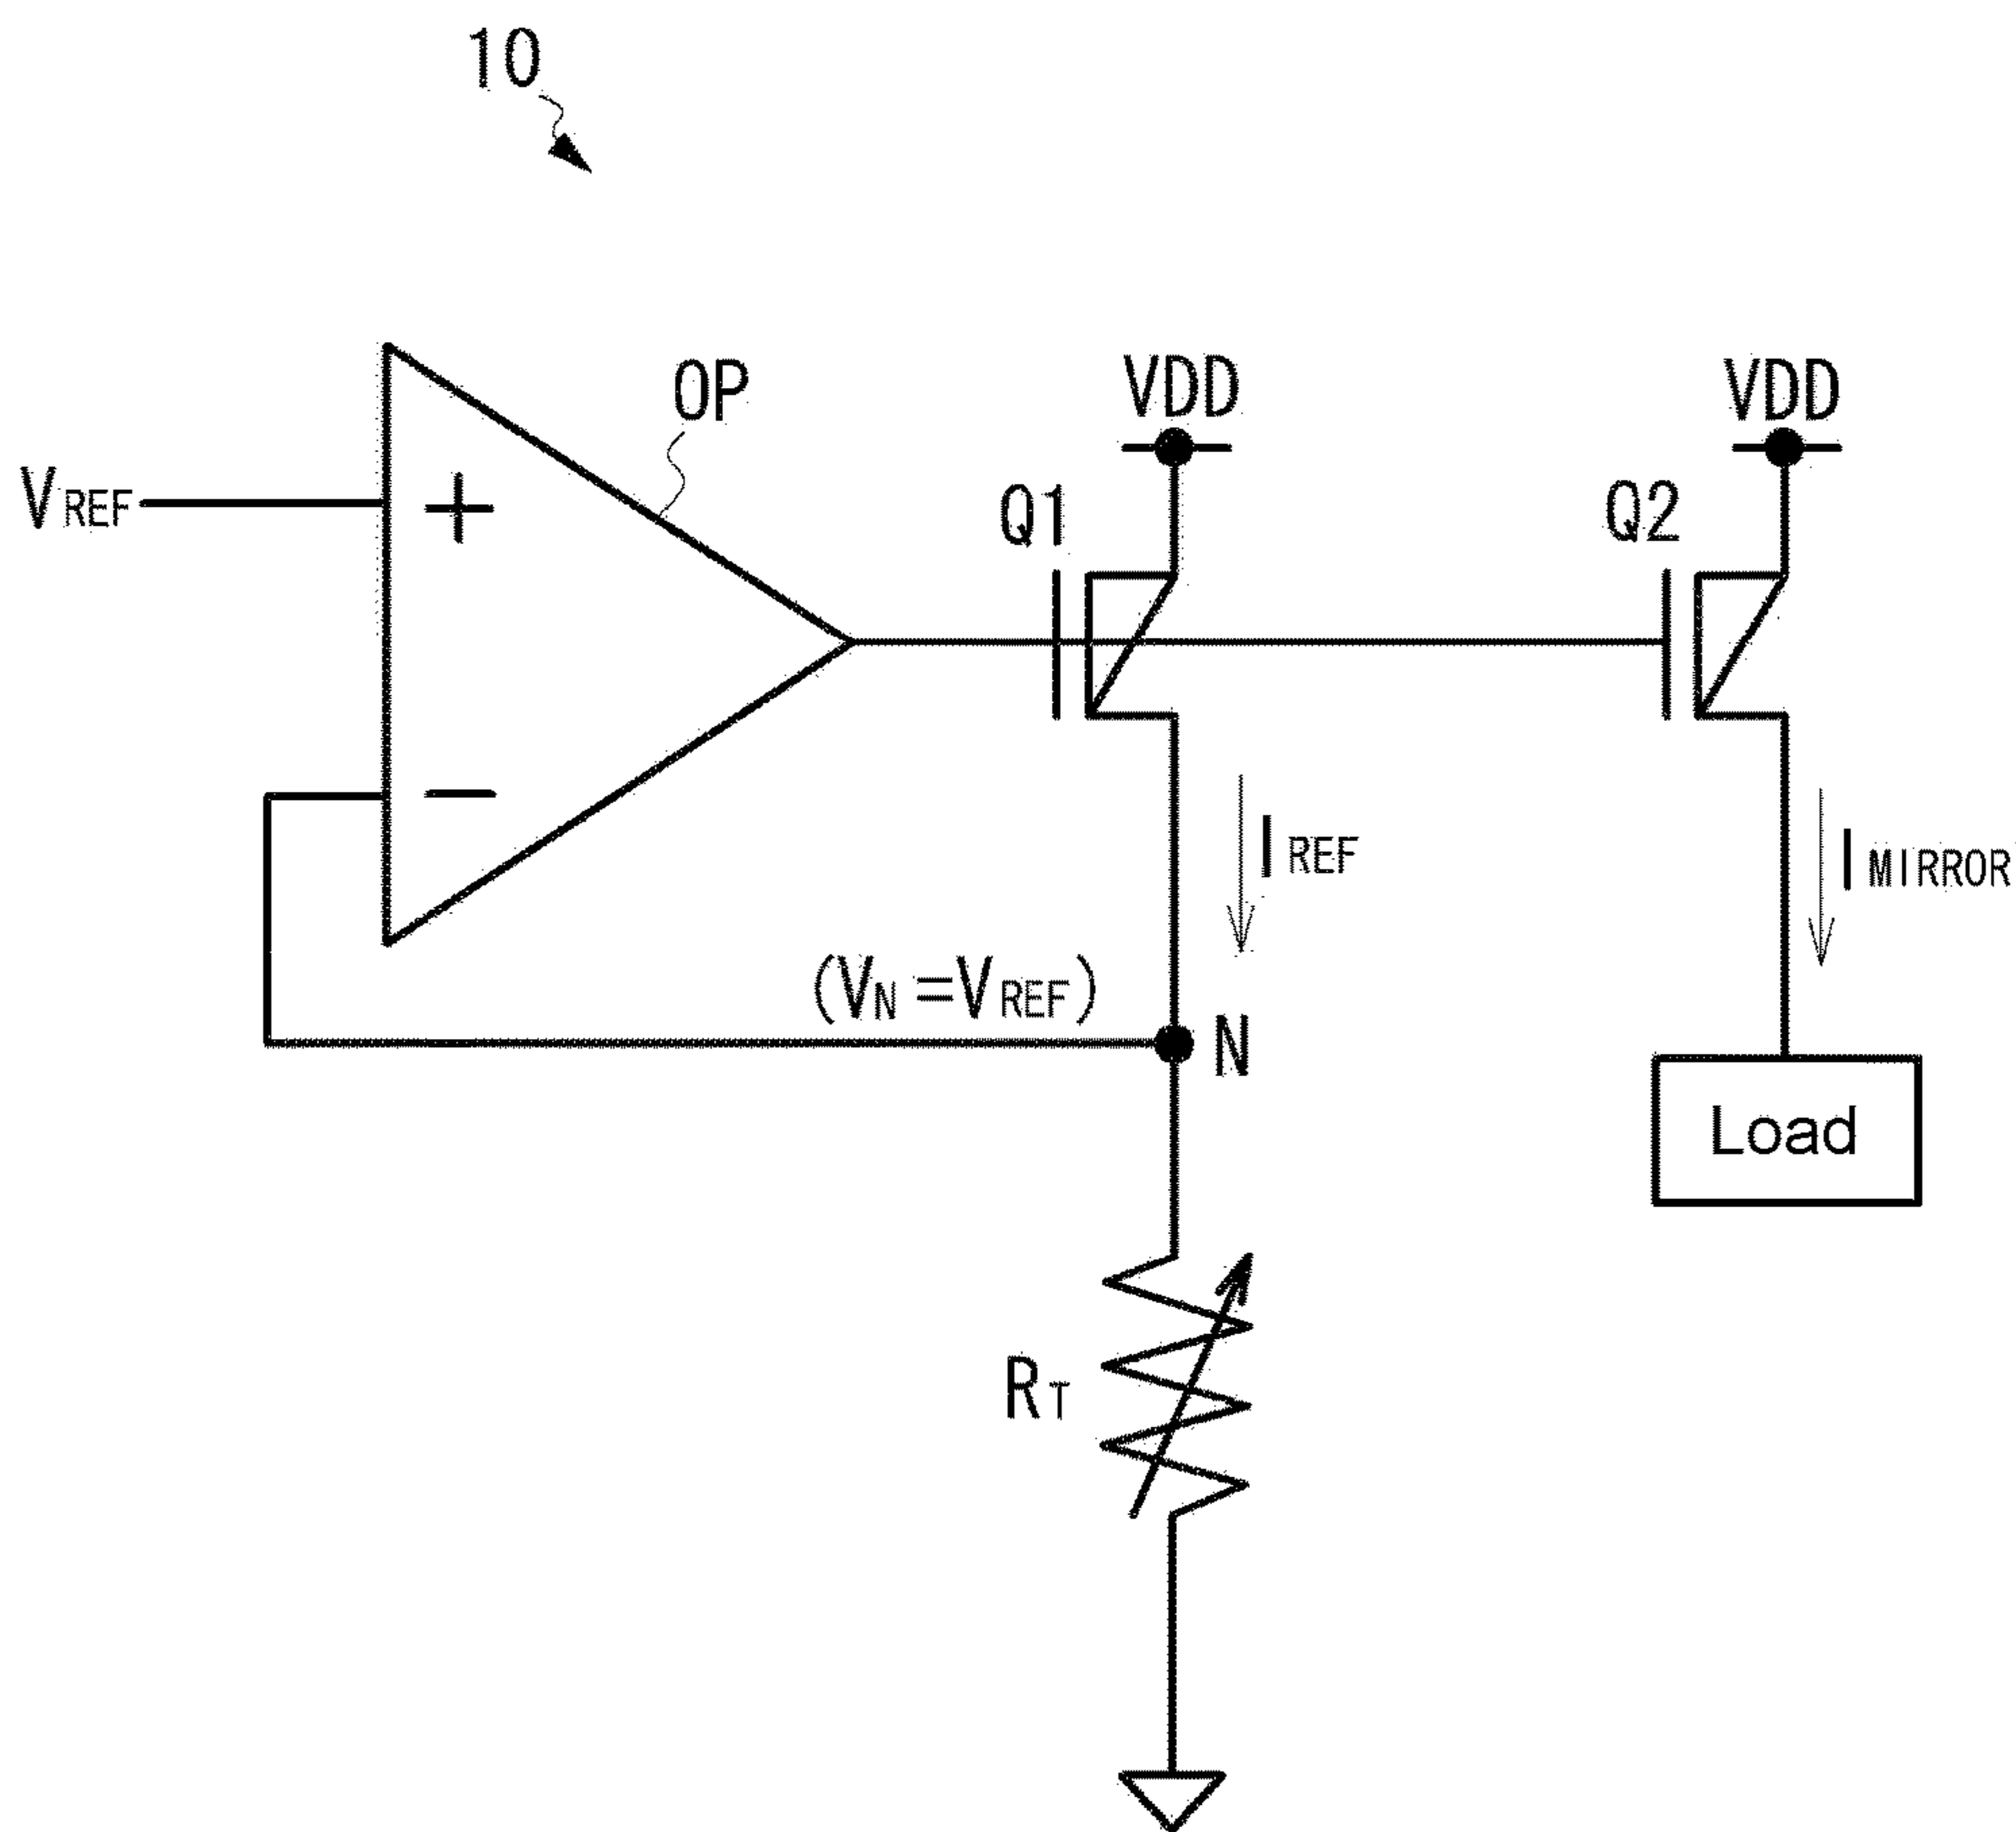 10
OP
VDD
VDD
VREF
+
Q1
Q2
−
IREF
IMIRROR
(VN=VREF)
N
Load
RT